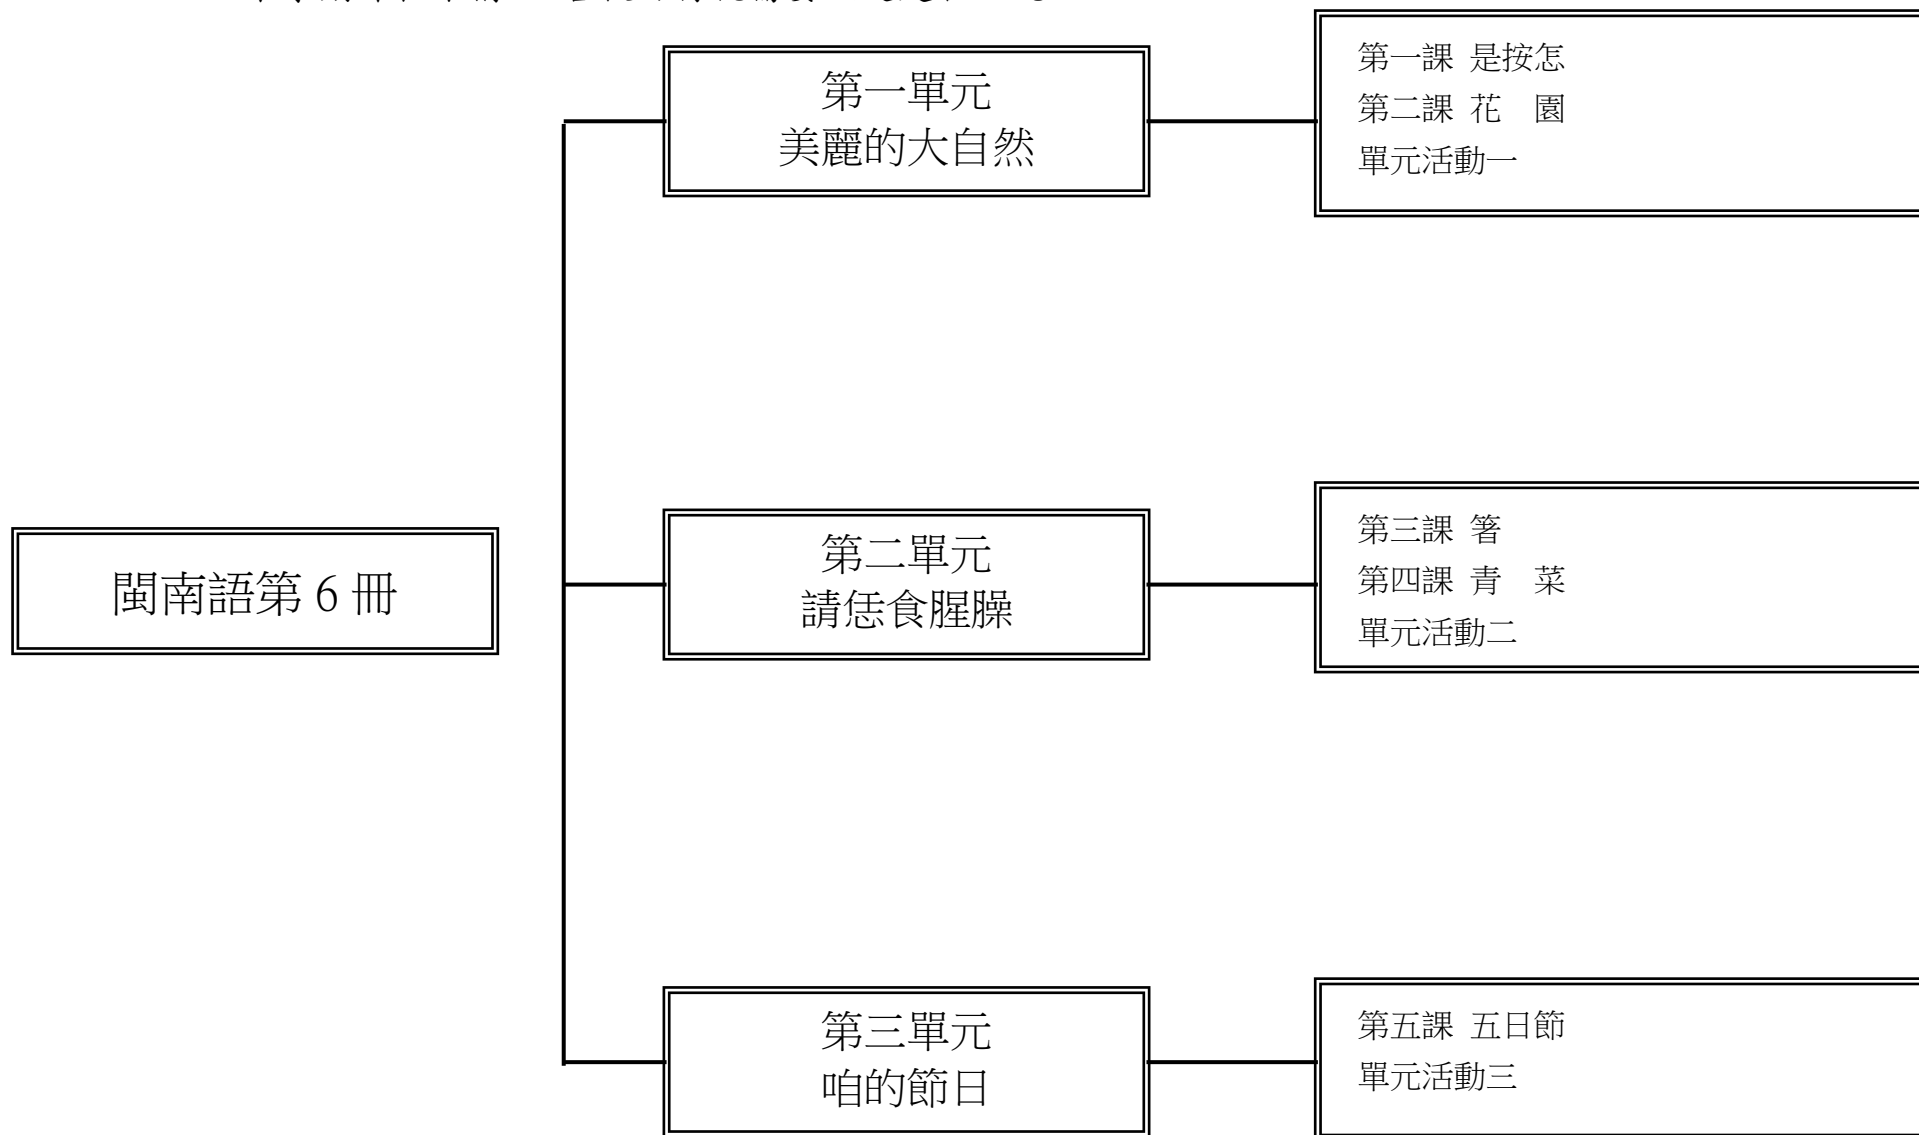 閩南語第 6 冊
第一單元
美麗的大自然
第一課 是按怎
第二課 花　園
單元活動一
第二單元
請恁食腥臊
第三課 箸
第四課 青　菜
單元活動二
第三單元
咱的節日
第五課 五日節
單元活動三